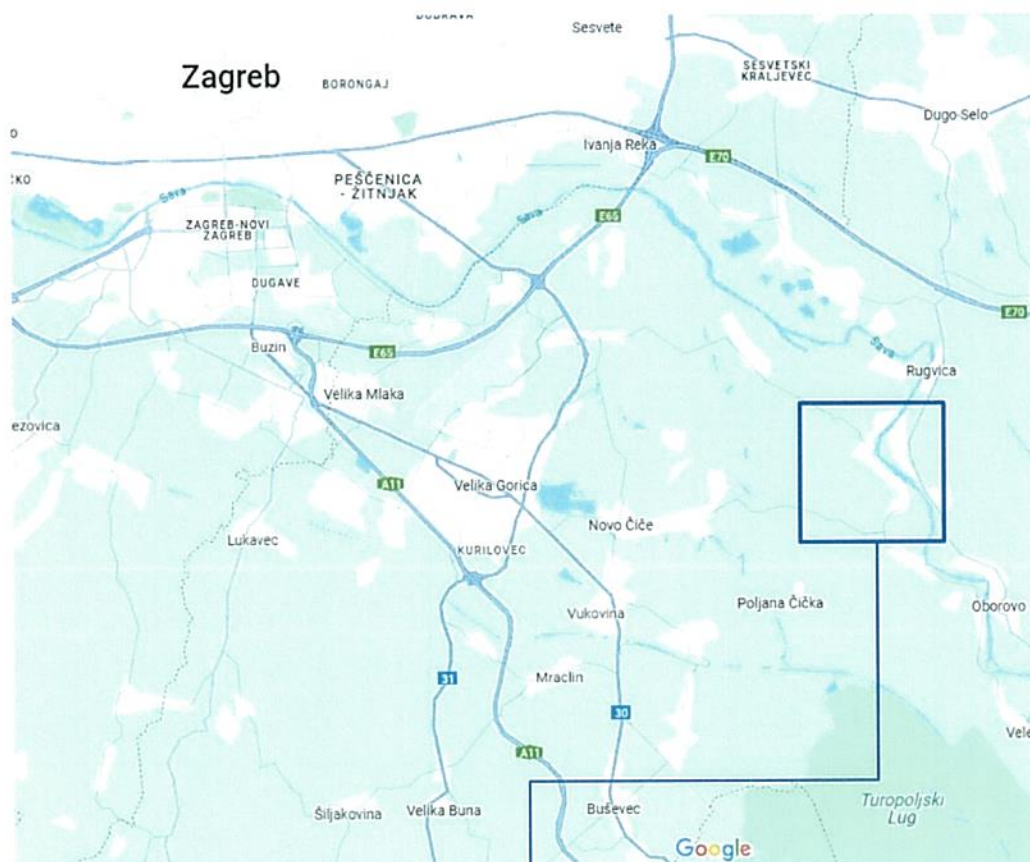 DUBRAVA
Sesvete
Zagreb
BORONGAJ
SESVETSKI
KRALJEVEC
Dugo Selo
Ivanja Reka
E70
PEŠČENICA
- ŽITNJAK
Sava
Sava
E65
ZAGREB-NOVI
ZAGREB
DUGAVE
E70
Buzin
E65
Sava
Rugvica
Velika Mlaka
ezovica
A11
Velika Gorica
Novo Čiče
Lukavec
KURILOVEC
Poljana Čička
Vukovina
Oborovo
31
Mraclin
30
Vele
A11
Šiljakovina
Velika Buna
Buševec
Turopoljski
Lug
Google